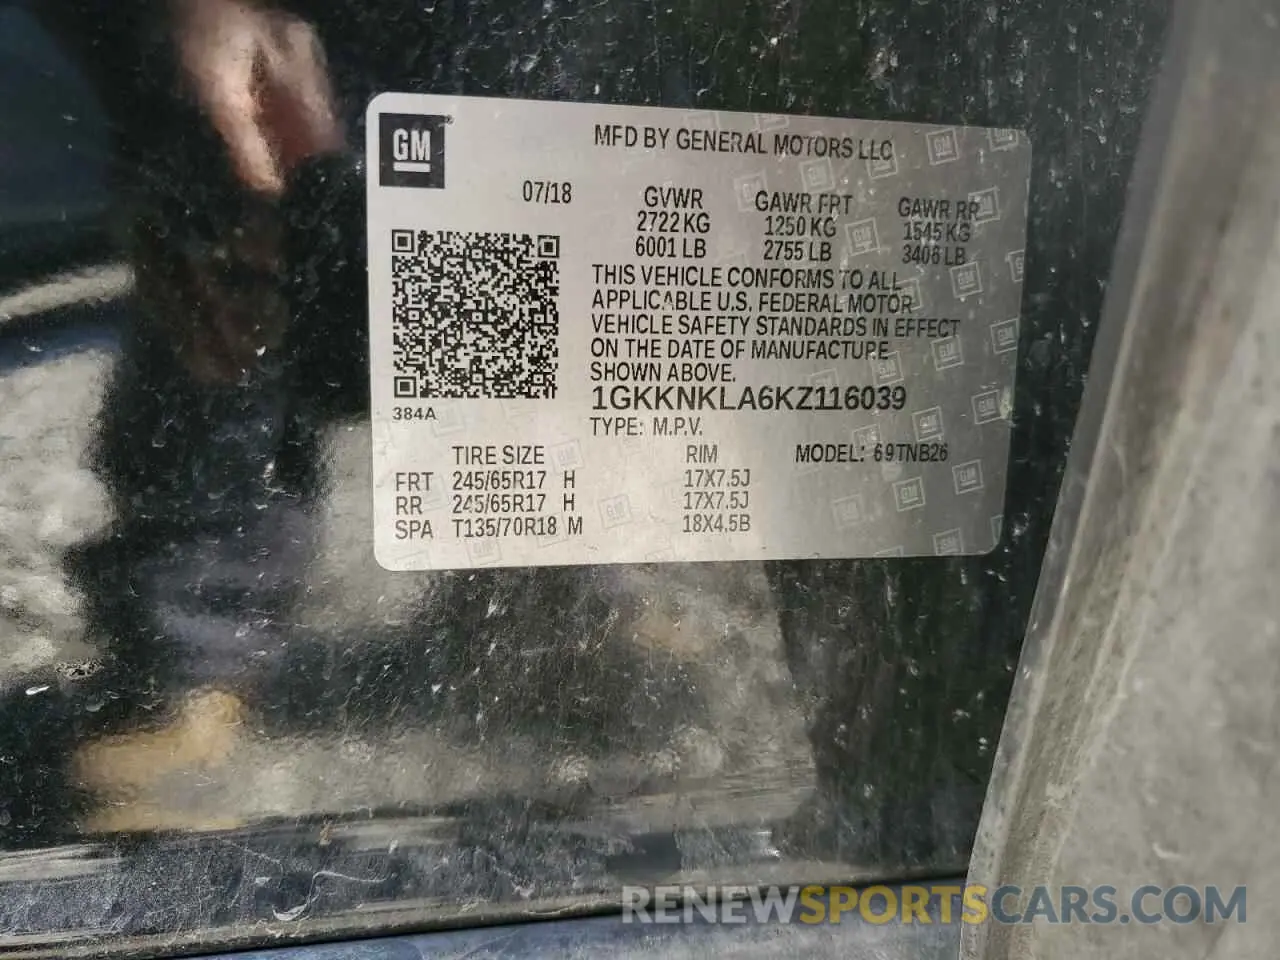 GM
MFD BY GENERAL MOTORS LLC
07/18 GVWR GAWR FRT GAWR RR
2722 KG 1250 KG 1545 KG
6001 LB 2755 LB 3406 LB
THIS VEHICLE CONFORMS TO ALL
APPLICABLE U.S. FEDERAL MOTOR
VEHICLE SAFETY STANDARDS IN EFFECT
ON THE DATE OF MANUFACTURE
SHOWN ABOVE.
1GKKNKLA6KZ116039
384A
TYPE: M.P.V.
TIRE SIZE RIM MODEL: 69TNB26
FRT 245/65R17 H 17X7.5J
RR 245/65R17 H 17X7.5J
SPA T135/70R18 M 18X4.5B
RENEWSPORTSCARS.COM